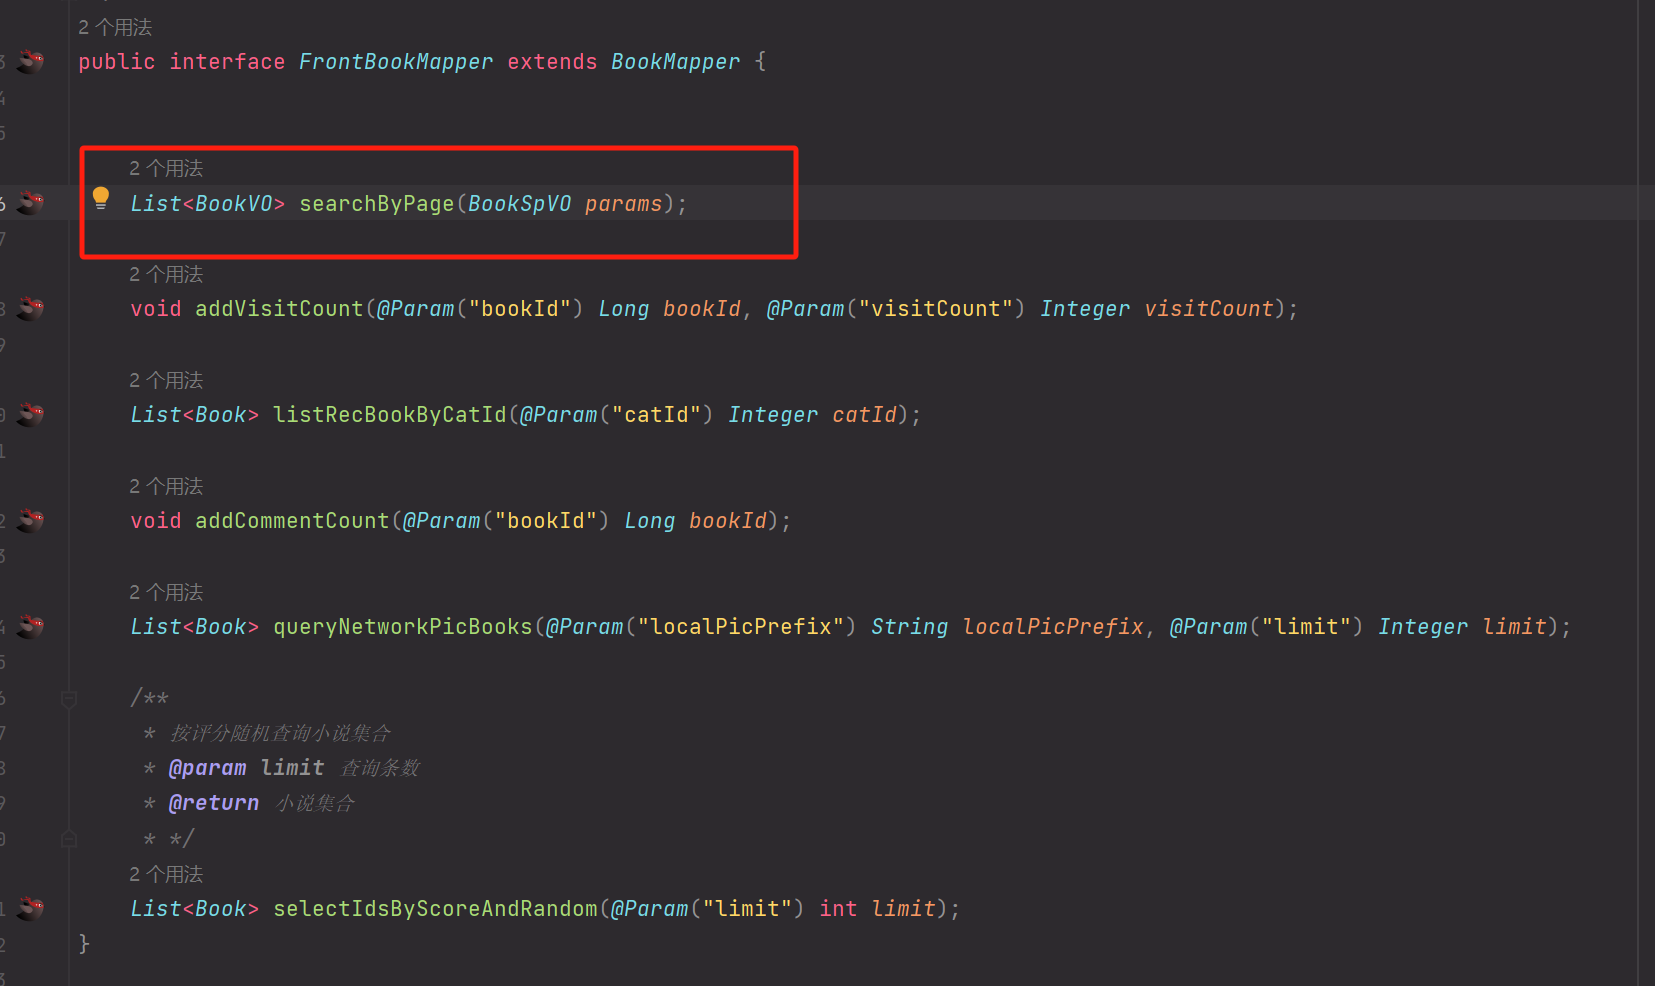 2 个用法
public interface FrontBookMapper extends BookMapper {
2 个用法
List<BookVO> searchByPage(BookSpVO params);
2 个用法
void addVisitCount(@Param("bookId") Long bookId, @Param("visitCount") Integer visitCount);
2 个用法
List<Book> listRecBookByCatId(@Param("catId") Integer catId);
2 个用法
void addCommentCount(@Param("bookId") Long bookId);
2 个用法
List<Book> queryNetworkPicBooks(@Param("localPicPrefix") String localPicPrefix, @Param("limit") Integer limit);
/**
* 按评分随机查询小说集合
* @param limit 查询条数
* @return 小说集合
* */
2 个用法
List<Book> selectIdsByScoreAndRandom(@Param("limit") int limit);
}